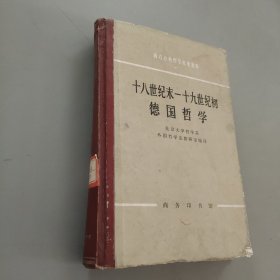 西方古典哲学原著选辑
十八世纪末—十九世纪初
德国哲学
北京大学哲学系
外国哲学史教研室编译
商务印书馆